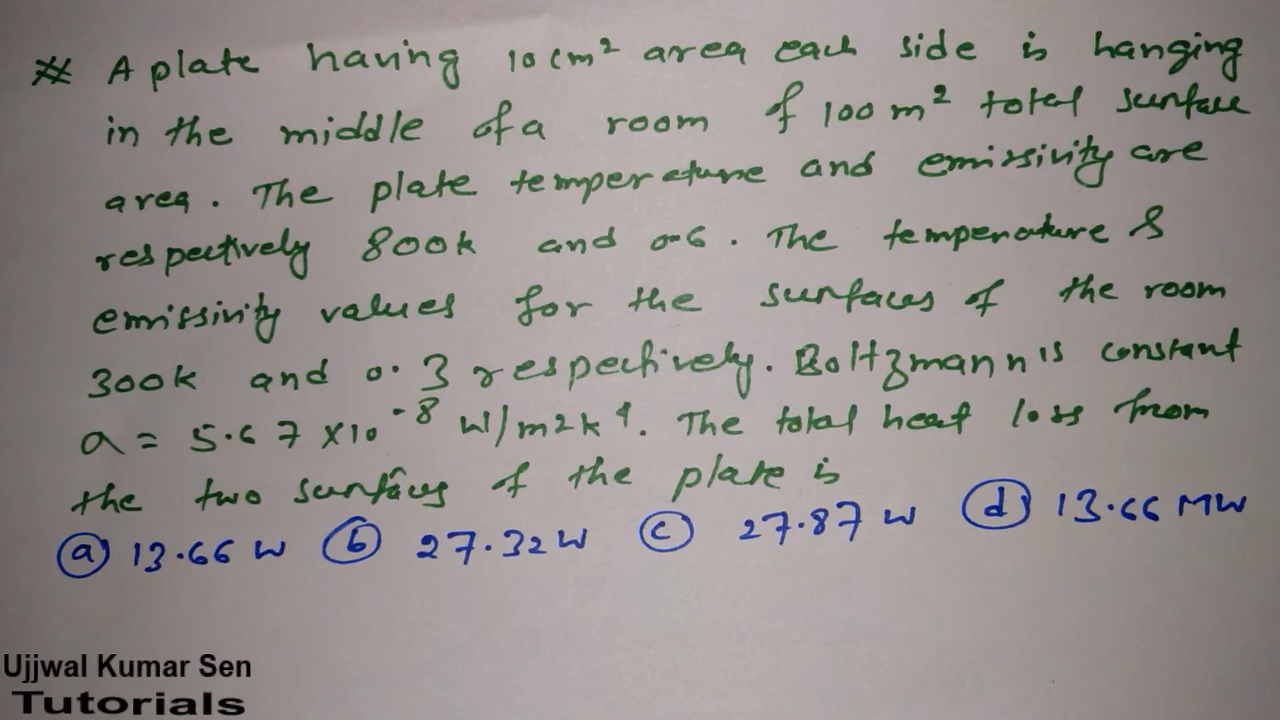 * A plate having 10 cm² area each side is hanging
in the middle of a room of 100 m² total surface
area. The plate temperature and emissivity are
respectively 800k and 0.6. The temperature &
emissivity values for the surfaces of the room
300k and 0.3 respectively. Boltzmann's constant
a = 5.67 x10⁻⁸ W/m2k⁴. The total heat loss from
the two surfaces of the plate is
(a) 13.66 W (b) 27.32W (c) 27.87 W (d) 13.66 MW
Ujjwal Kumar Sen
Tutorials